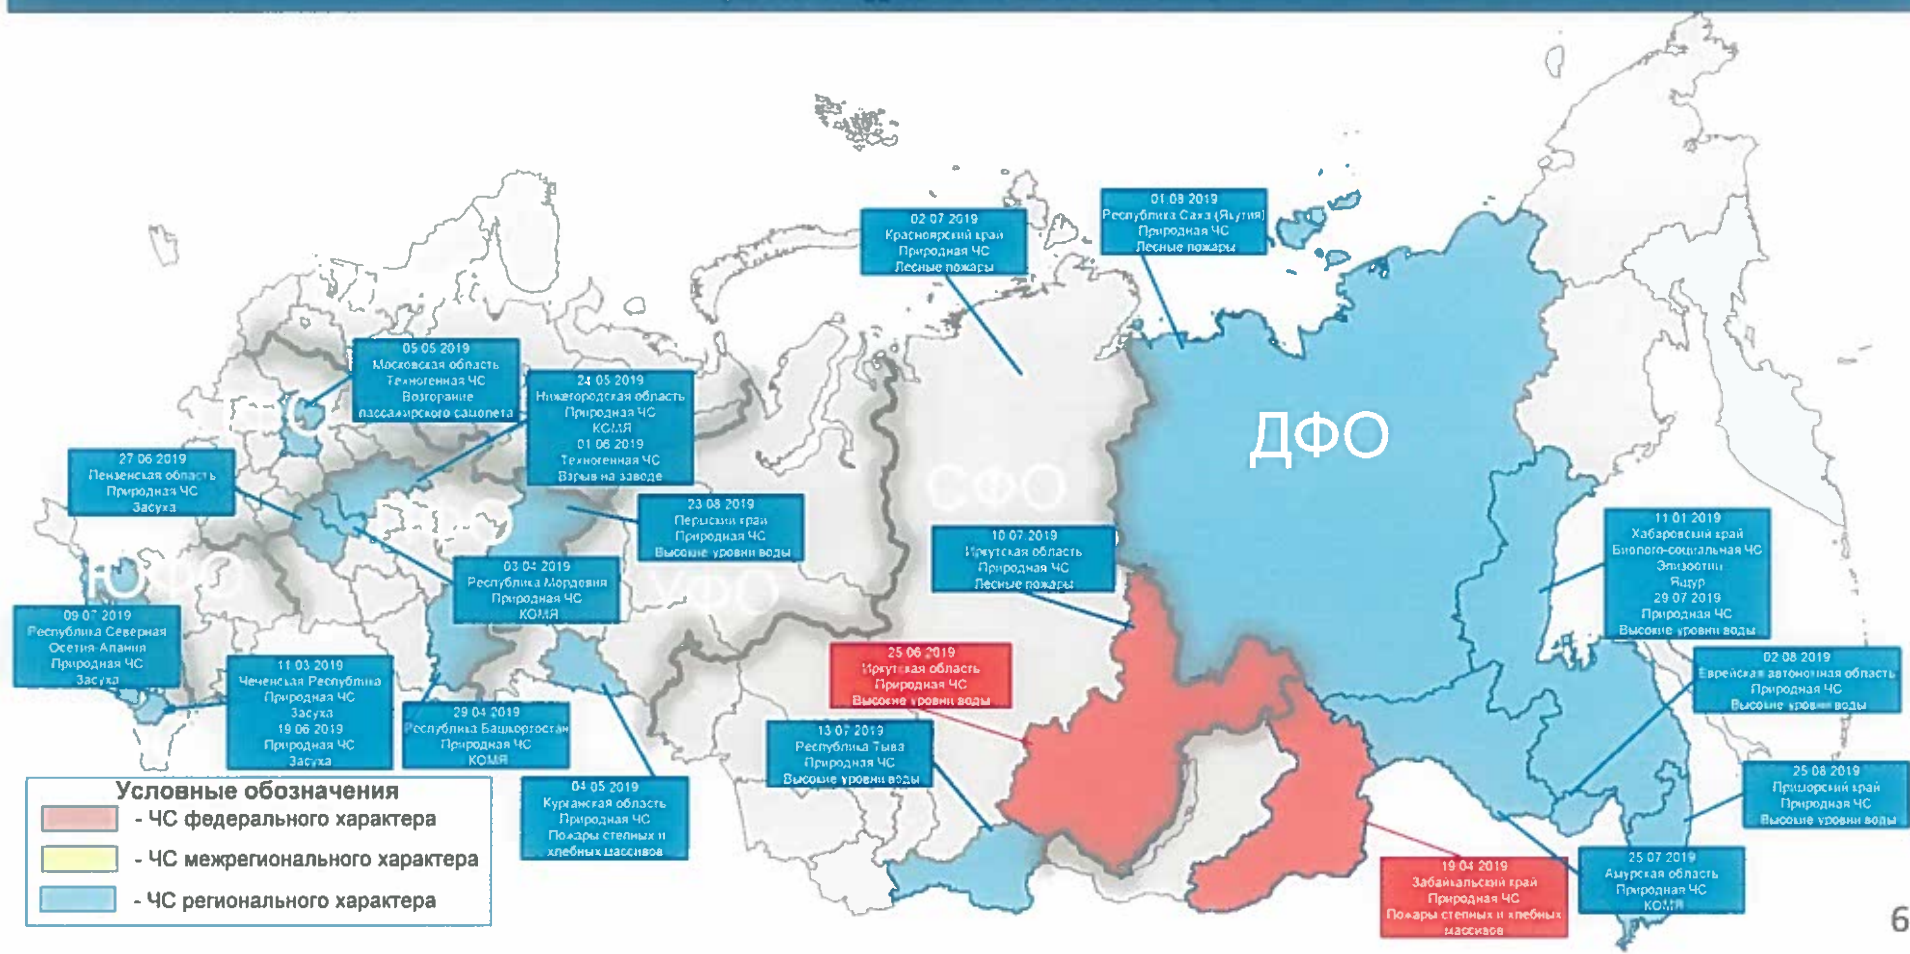 02 07 2019
Красноярский край
Природная ЧС
Лесные пожары
01 08 2019
Республика Саха (Якутия)
Природная ЧС
Лесные пожары
05 05 2019
Московская область
Техногенная ЧС
Возгорание
пассажирского самолета
24 05 2019
Нижегородская область
Природная ЧС
КОМЯ
01 06 2019
Техногенная ЧС
Взрыв на заводе
27 06 2019
Пензенская область
Природная ЧС
Засуха
23 08 2019
Пермский край
Природная ЧС
Высокие уровни воды
03 04 2019
Республика Мордовия
Природная ЧС
КОМЯ
ДФО
СФО
УФО
ЮФО
10 07 2019
Иркутская область
Природная ЧС
Лесные пожары
11 01 2019
Хабаровский край
Биолого-социальная ЧС
Эпизоотии
Ящур
29 07 2019
Природная ЧС
Высокие уровни воды
09 07 2019
Республика Северная
Осетия-Алания
Природная ЧС
Засуха
11 03 2019
Чеченская Республика
Природная ЧС
Засуха
19 06 2019
Природная ЧС
Засуха
29 04 2019
Республика Башкортостан
Природная ЧС
КОМЯ
25 06 2019
Иркутская область
Природная ЧС
Высокие уровни воды
02 08 2019
Еврейская автономная область
Природная ЧС
Высокие уровни воды
13 07 2019
Республика Тыва
Природная ЧС
Высокие уровни воды
04 05 2019
Курганская область
Природная ЧС
Пожары степных и
хлебных массивов
25 08 2019
Приморский край
Природная ЧС
Высокие уровни воды
19 04 2019
Забайкальский край
Природная ЧС
Пожары степных и хлебных
массивов
25 07 2019
Амурская область
Природная ЧС
КОМЯ
Условные обозначения
- ЧС федерального характера
- ЧС межрегионального характера
- ЧС регионального характера
6